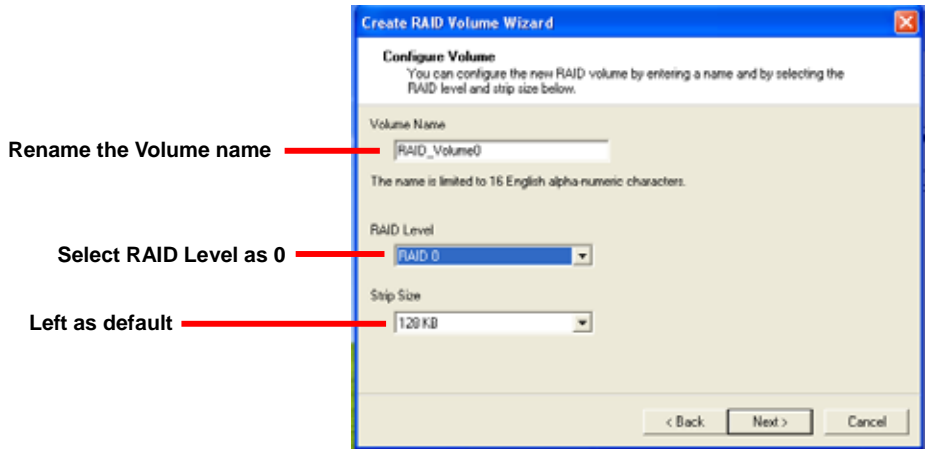 Create RAID Volume Wizard
Configure Volume
You can configure the new RAID volume by entering a name and by selecting the
RAID level and strip size below.
Volume Name
Rename the Volume name
RAID_Volume0
The name is limited to 16 English alpha-numeric characters.
RAID Level
Select RAID Level as 0
RAID 0
Strip Size
Left as default
128 KB
< Back
Next >
Cancel